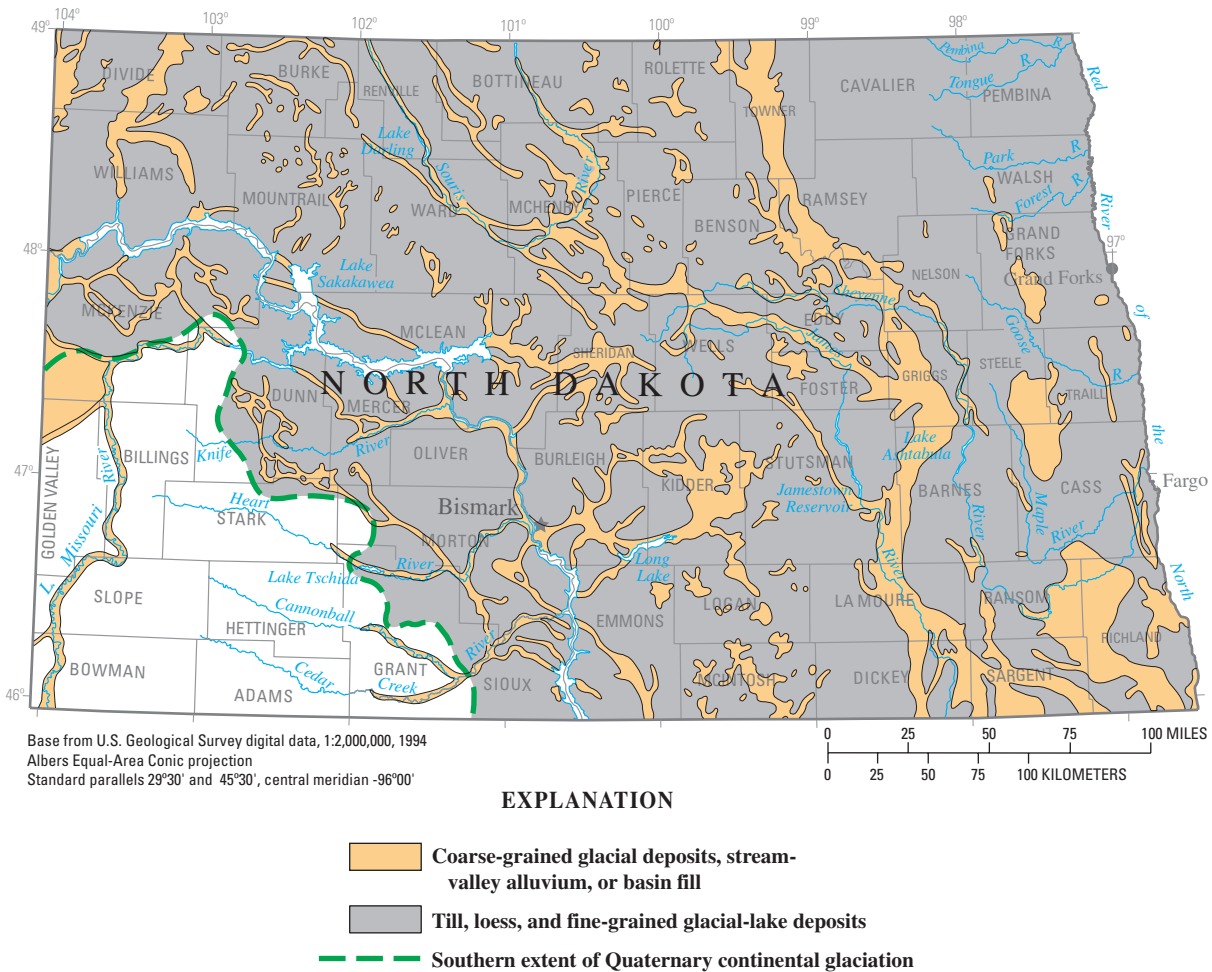 104° 103° 102° 101° 100° 99° 98°
49°
DIVIDE
BURKE
RENVILLE
BOTTINEAU
ROLETTE
TOWNER
CAVALIER
Pembina R
Tongue R
PEMBINA
Red
Lake
Darling
Souris
River
WILLIAMS
MOUNTRAIL
WARD
MCHENRY
PIERCE
BENSON
RAMSEY
Park R
WALSH
Forest R
River
GRAND
FORKS
97°
Grand Forks
48°
Lake
Sakakawea
NELSON
of
MCKENZIE
MCLEAN
SHERIDAN
WELLS
Sheyenne
EDDY
James
Goose
R
STEELE
TRAILL
GRIGGS
FOSTER
NORTH DAKOTA
DUNN
MERCER
the
GOLDEN VALLEY
River
BILLINGS
Knife
River
OLIVER
BURLEIGH
KIDDER
STUTSMAN
Lake
Ashtabula
47°
Jamestown
Reservoir
BARNES
CASS
Fargo
Heart
STARK
Bismark
MORTON
River
Missouri
L.
Maple
River
River
Long
Lake
Lake Tschida
River
North
SLOPE
Cannonball
HETTINGER
River
EMMONS
LOGAN
LA MOURE
RANSOM
RICHLAND
BOWMAN
Cedar
Creek
GRANT
ADAMS
SIOUX
MCINTOSH
DICKEY
SARGENT
46°
Base from U.S. Geological Survey digital data, 1:2,000,000, 1994
Albers Equal-Area Conic projection
Standard parallels 29°30' and 45°30', central meridian -96°00'
0 25 50 75 100 MILES
0 25 50 75 100 KILOMETERS
EXPLANATION
Coarse-grained glacial deposits, stream-
valley alluvium, or basin fill
Till, loess, and fine-grained glacial-lake deposits
Southern extent of Quaternary continental glaciation